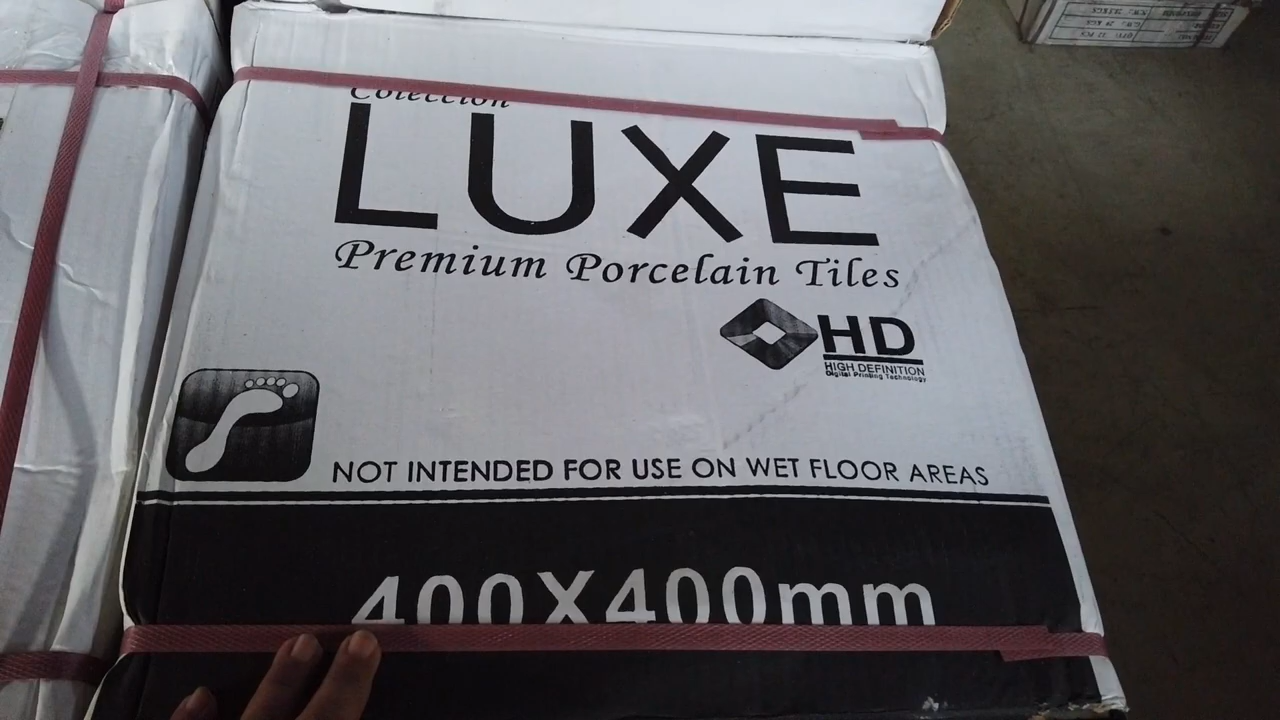 Colección
LUXE
Premium Porcelain Tiles
HD
HIGH DEFINITION
Digital Printing Technology
NOT INTENDED FOR USE ON WET FLOOR AREAS
400X400mm